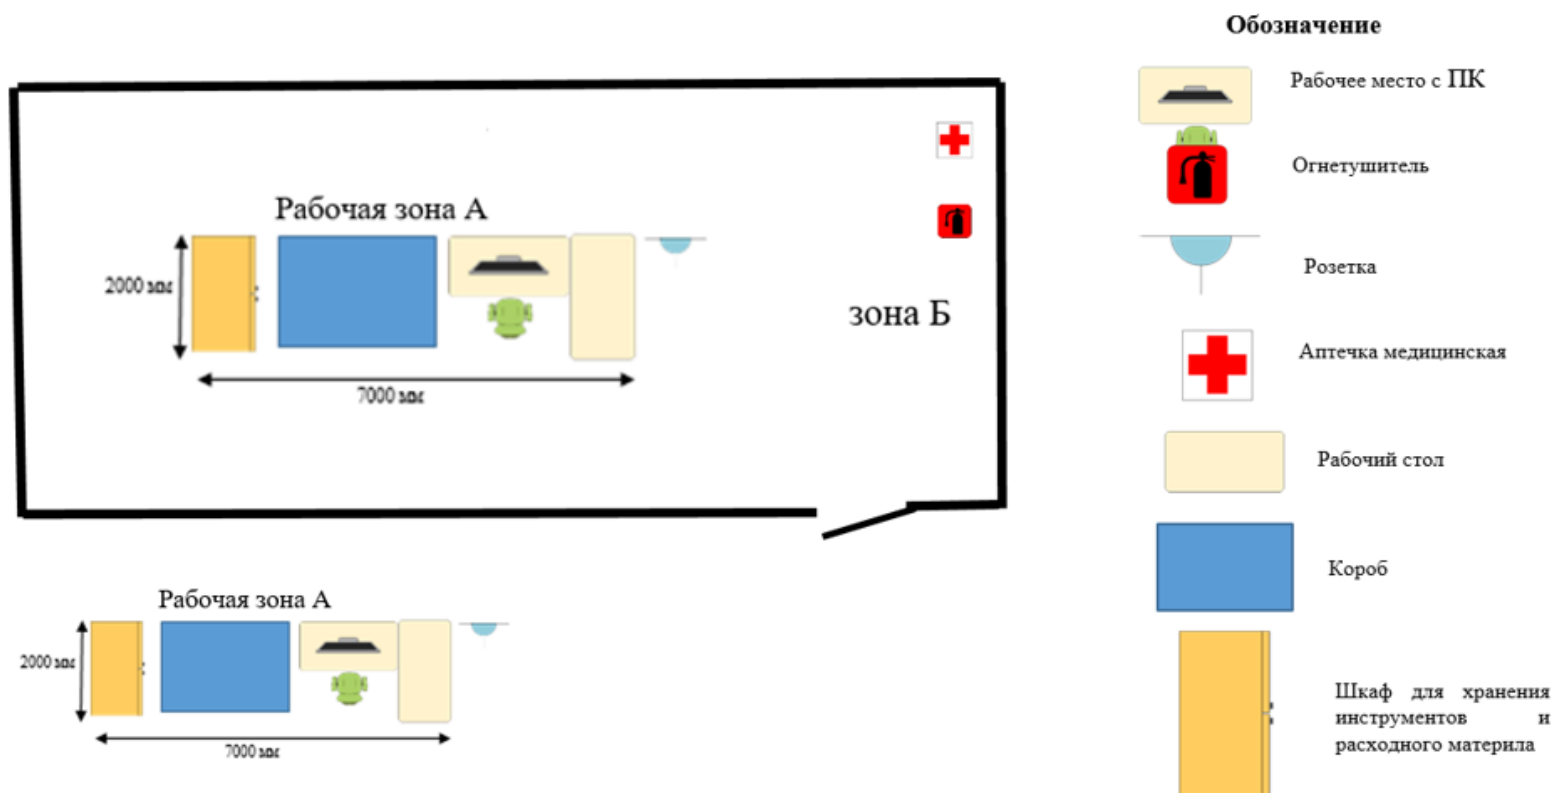 Обозначение
Рабочее место с ПК
Огнетушитель
Розетка
Аптечка медицинская
Рабочий стол
Короб
Шкаф для хранения
инструментов и
расходного материла
Рабочая зона А
2000 мм
7000 мм
зона Б
Рабочая зона А
2000 мм
7000 мм